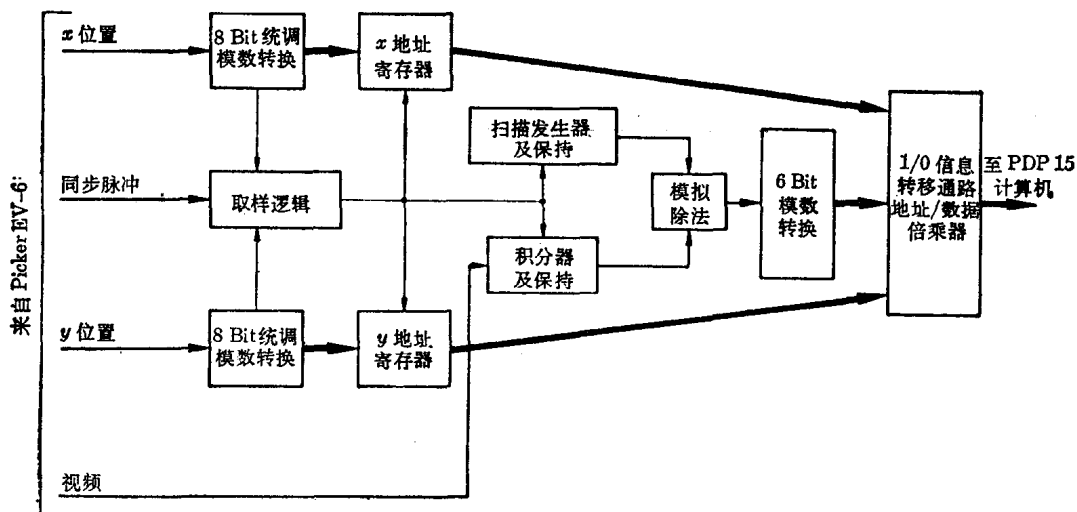 来自 Picker EV-6:
x 位置
8 Bit 统调
模数转换
x 地址
寄存器
扫描发生器
及保持
同步脉冲
取样逻辑
模拟
除法
6 Bit
模数
转换
1/0 信息
转移通路
地址/数据
倍乘器
至 PDP 15
计算机
积分器
及保持
y 位置
8 Bit 统调
模数转换
y 地址
寄存器
视频